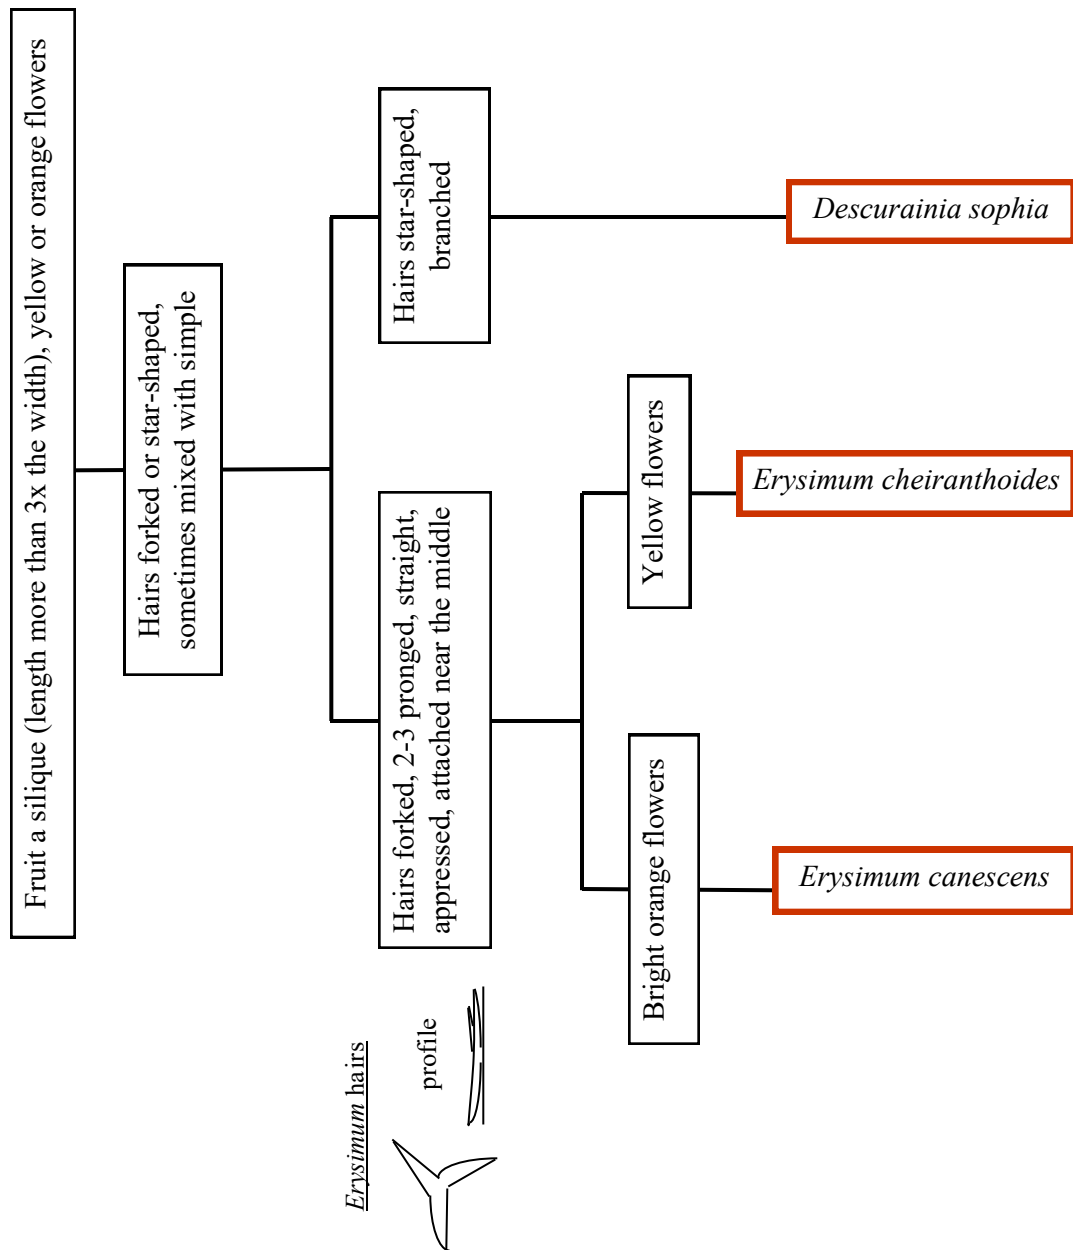 Fruit a silique (length more than 3x the width), yellow or orange flowers
Hairs forked or star-shaped,
sometimes mixed with simple
Erysimum hairs
profile
Hairs forked, 2-3 pronged, straight,
appressed, attached near the middle
Hairs star-shaped,
branched
Bright orange flowers
Yellow flowers
Erysimum canescens
Erysimum cheiranthoides
Descurainia sophia